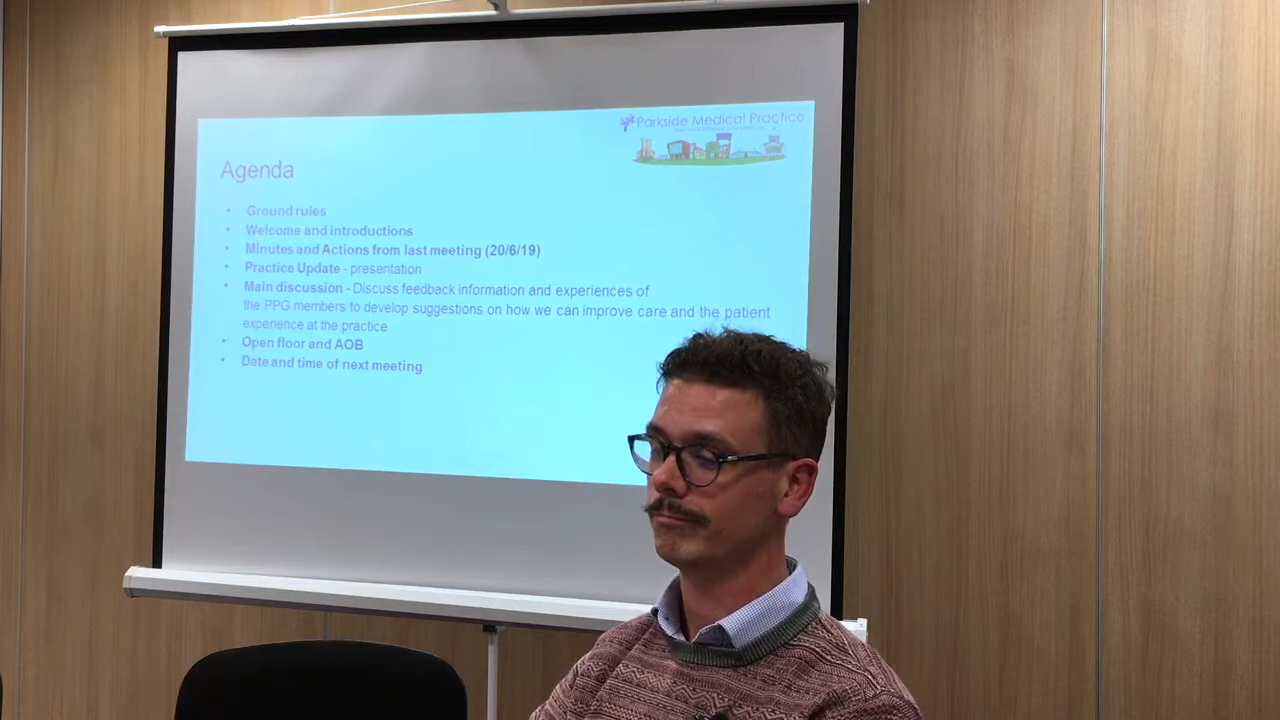 Parkside Medical Practice
Agenda
• Ground rules
• Welcome and introductions
• Minutes and Actions from last meeting (20/6/19)
• Practice Update - presentation
• Main discussion - Discuss feedback information and experiences of
the PPG members to develop suggestions on how we can improve care and the patient
experience at the practice
• Open floor and AOB
• Date and time of next meeting